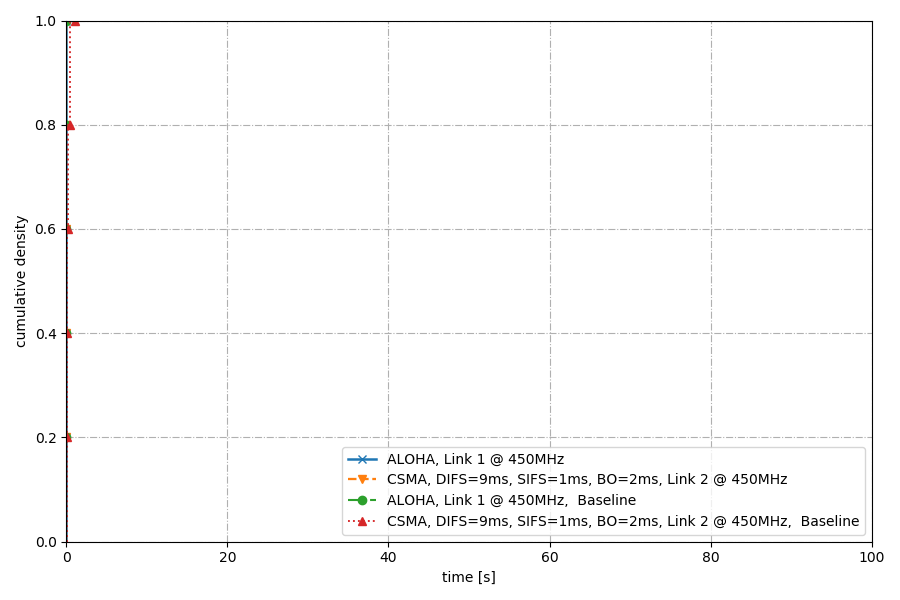 1.0
0.8
0.6
0.4
0.2
0.0
cumulative density
0 20 40 60 80 100
time [s]
ALOHA, Link 1 @ 450MHz
CSMA, DIFS=9ms, SIFS=1ms, BO=2ms, Link 2 @ 450MHz
ALOHA, Link 1 @ 450MHz,  Baseline
CSMA, DIFS=9ms, SIFS=1ms, BO=2ms, Link 2 @ 450MHz,  Baseline